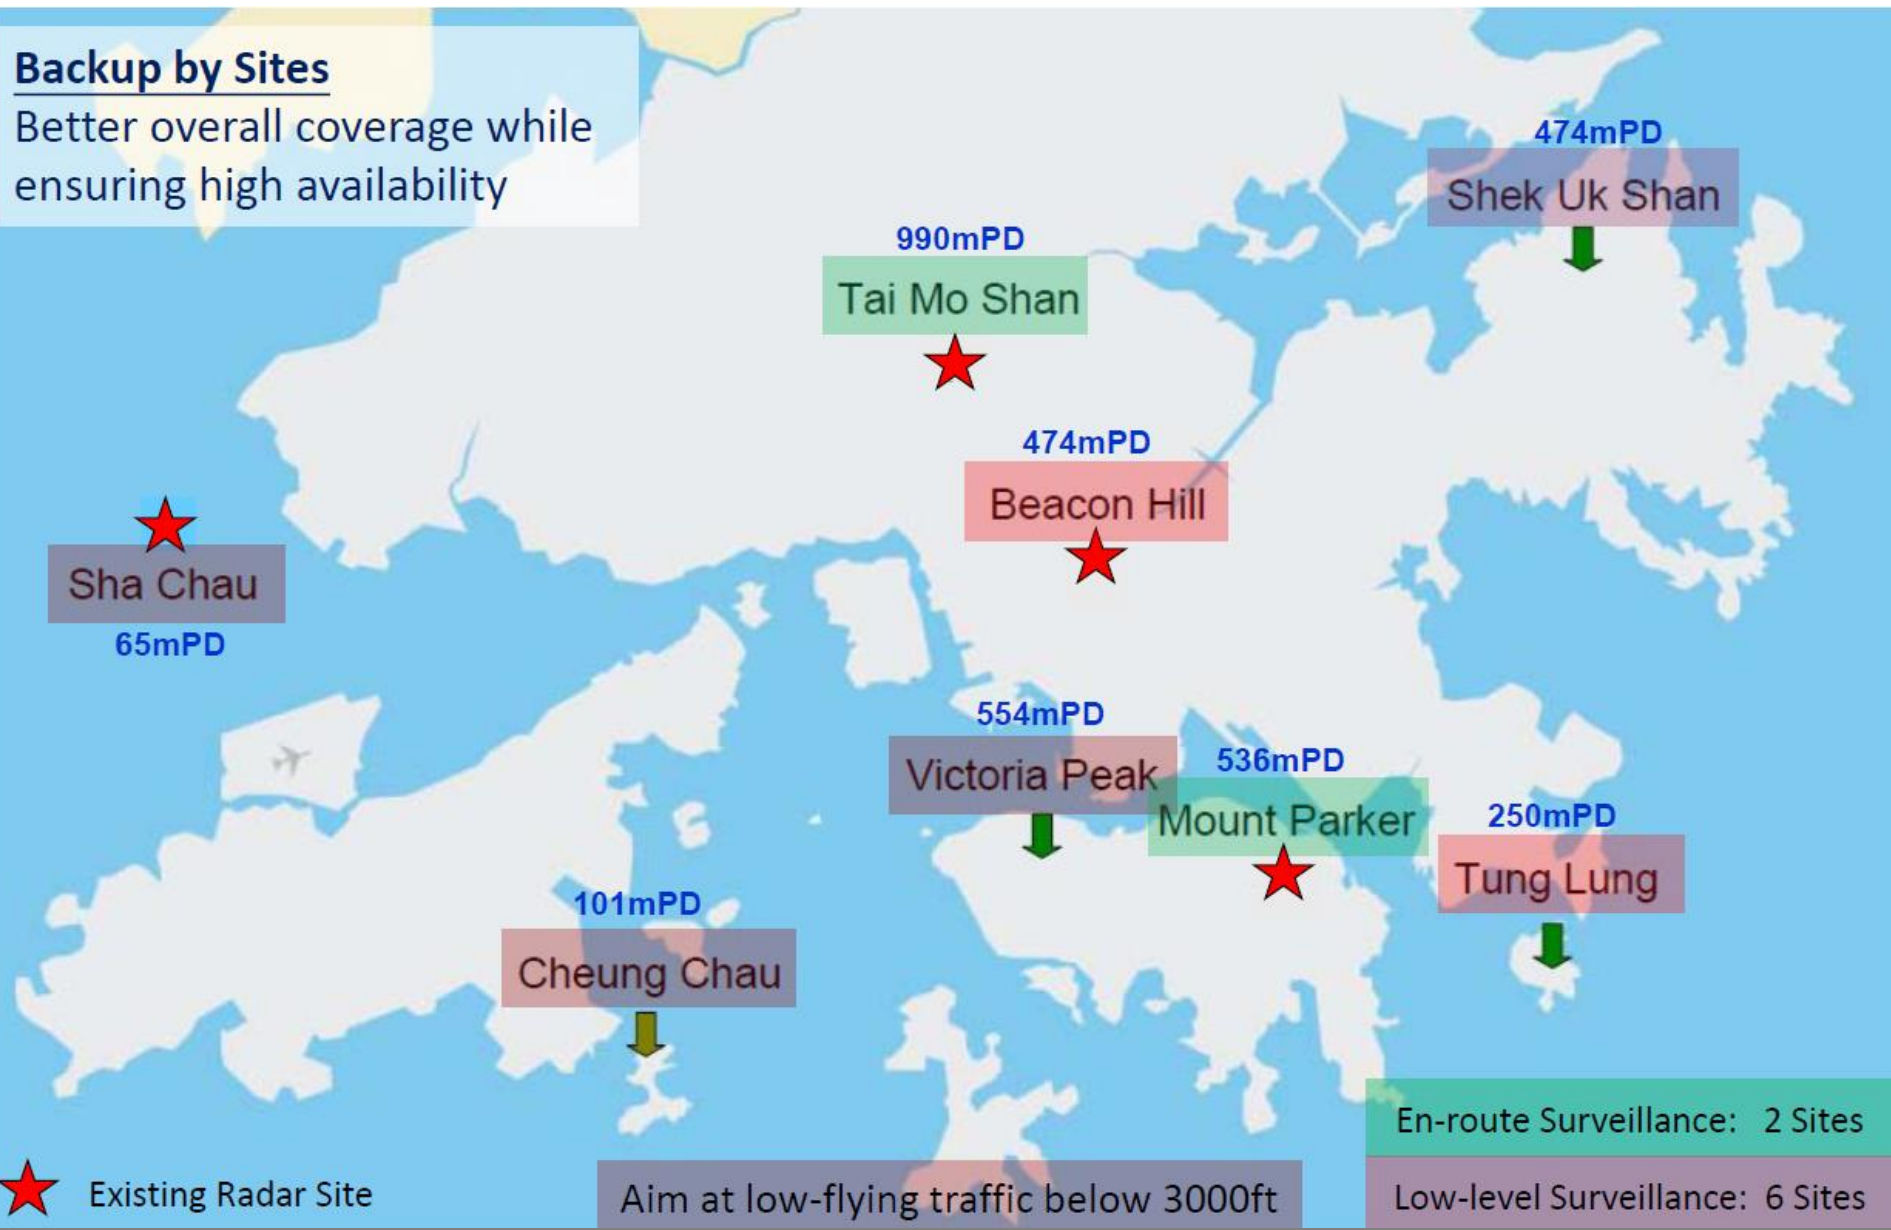 Backup by Sites
Better overall coverage while
ensuring high availability
474mPD
Shek Uk Shan
990mPD
Tai Mo Shan
474mPD
Beacon Hill
Sha Chau
65mPD
554mPD
Victoria Peak
536mPD
Mount Parker
250mPD
Tung Lung
101mPD
Cheung Chau
En-route Surveillance: 2 Sites
Existing Radar Site
Aim at low-flying traffic below 3000ft
Low-level Surveillance: 6 Sites